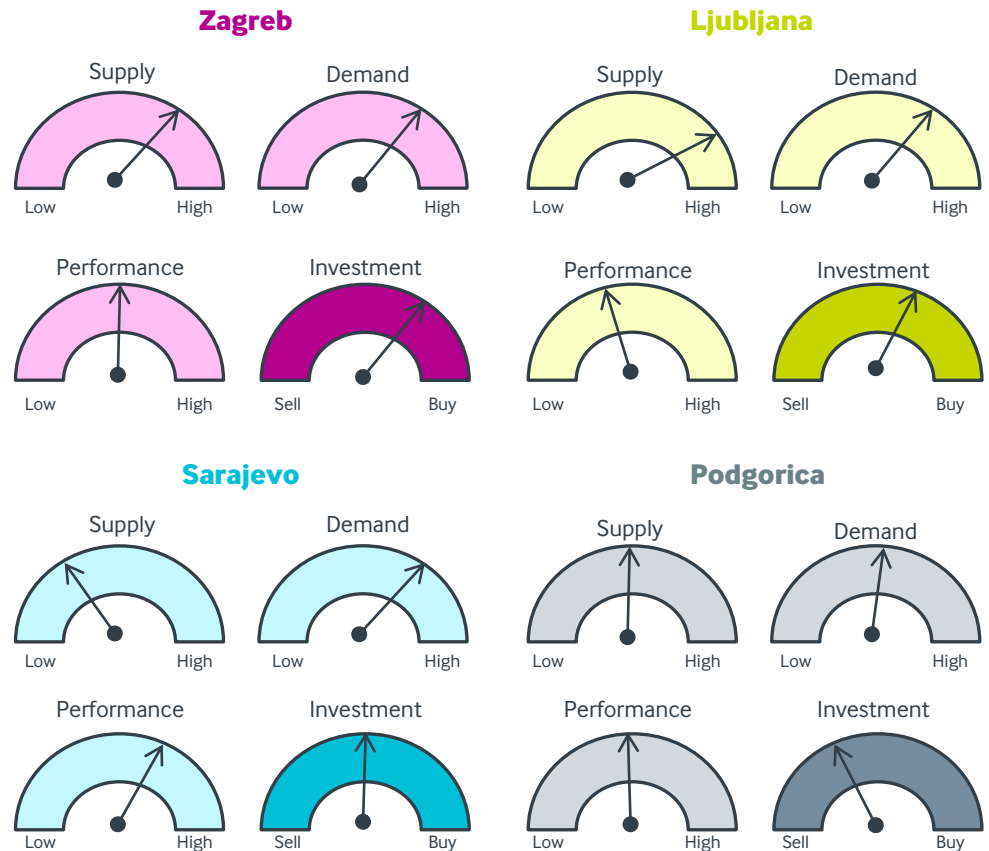 Zagreb
Supply
Low High
Demand
Low High
Performance
Low High
Investment
Sell Buy
Ljubljana
Supply
Low High
Demand
Low High
Performance
Low High
Investment
Sell Buy
Sarajevo
Supply
Low High
Demand
Low High
Performance
Low High
Investment
Sell Buy
Podgorica
Supply
Low High
Demand
Low High
Performance
Low High
Investment
Sell Buy